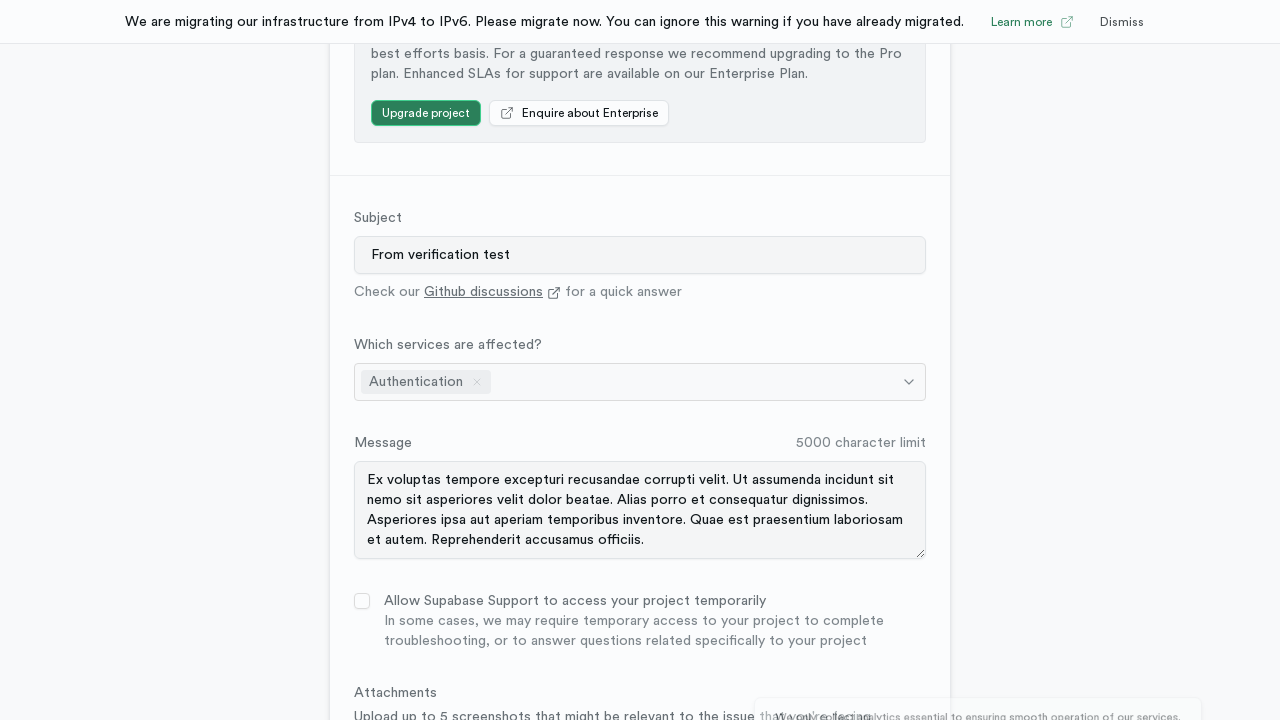 We are migrating our infrastructure from IPv4 to IPv6. Please migrate now. You can ignore this warning if you have already migrated. Learn more Dismiss
best efforts basis. For a guaranteed response we recommend upgrading to the Pro
plan. Enhanced SLAs for support are available on our Enterprise Plan.
Upgrade project Enquire about Enterprise
Subject
From verification test
Check our Github discussions for a quick answer
Which services are affected?
Authentication
Message 5000 character limit
Ex voluptas tempore excepturi recusandae corrupti velit. Ut assumenda incidunt sit
nemo sit asperiores velit dolor beatae. Alias porro et consequatur dignissimos.
Asperiores ipsa aut aperiam temporibus inventore. Quae est praesentium laboriosam
et autem. Reprehenderit accusamus officiis.
Allow Supabase Support to access your project temporarily
In some cases, we may require temporary access to your project to complete
troubleshooting, or to answer questions related specifically to your project
Attachments
Upload up to 5 screenshots that might be relevant to the issue that you're facing
We only collect analytics essential to ensuring smooth operation of our services.